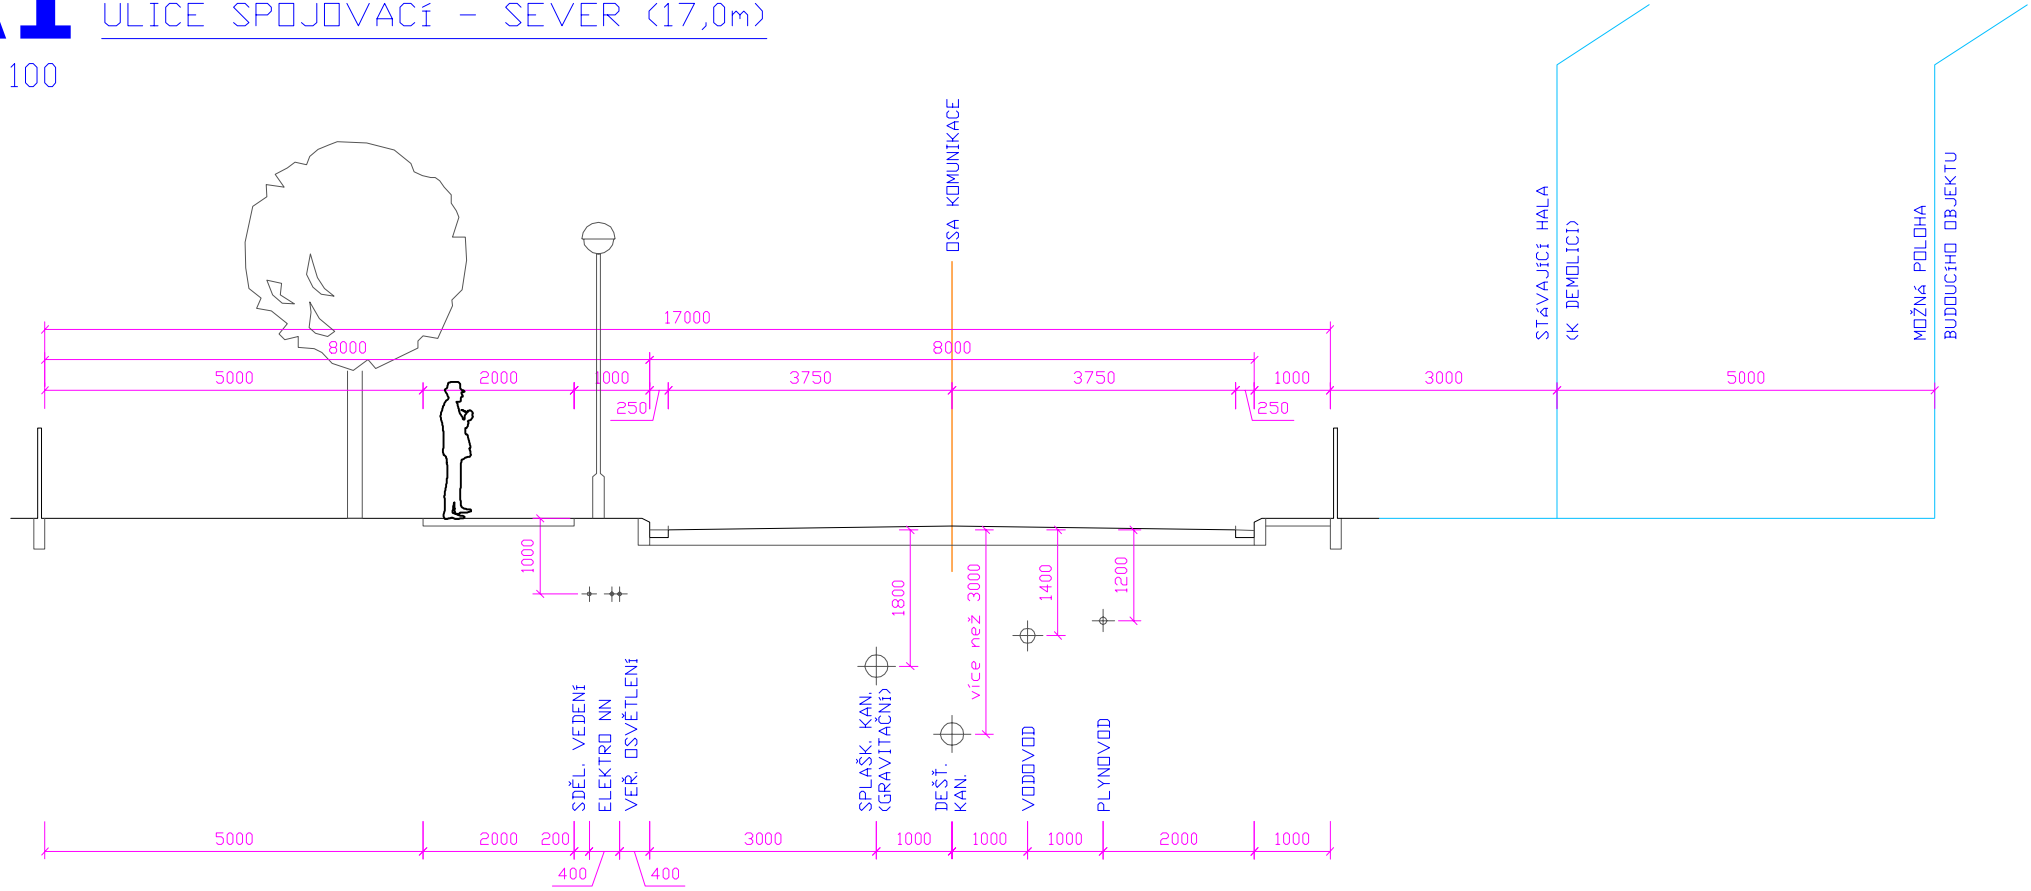 ULICE SPOJOVACÍ - SEVER (17,0m)
100
OSA KOMUNIKACE
STÁVAJÍCÍ HALA
(K DEMOLICI)
MOŽNÁ POLOHA
BUDOUCÍHO OBJEKTU
17000
8000
8000
5000
2000
1000
3750
3750
1000
3000
5000
250
250
1000
1800
více než 3000
1400
1200
SDĚL. VEDENÍ
ELEKTRO NN
VEŘ. OSVĚTLENÍ
SPLAŠK. KAN.
(GRAVITAČNÍ)
DEŠŤ.
KAN.
VODOVOD
PLYNOVOD
5000
2000
200
3000
1000
1000
1000
2000
1000
400
400